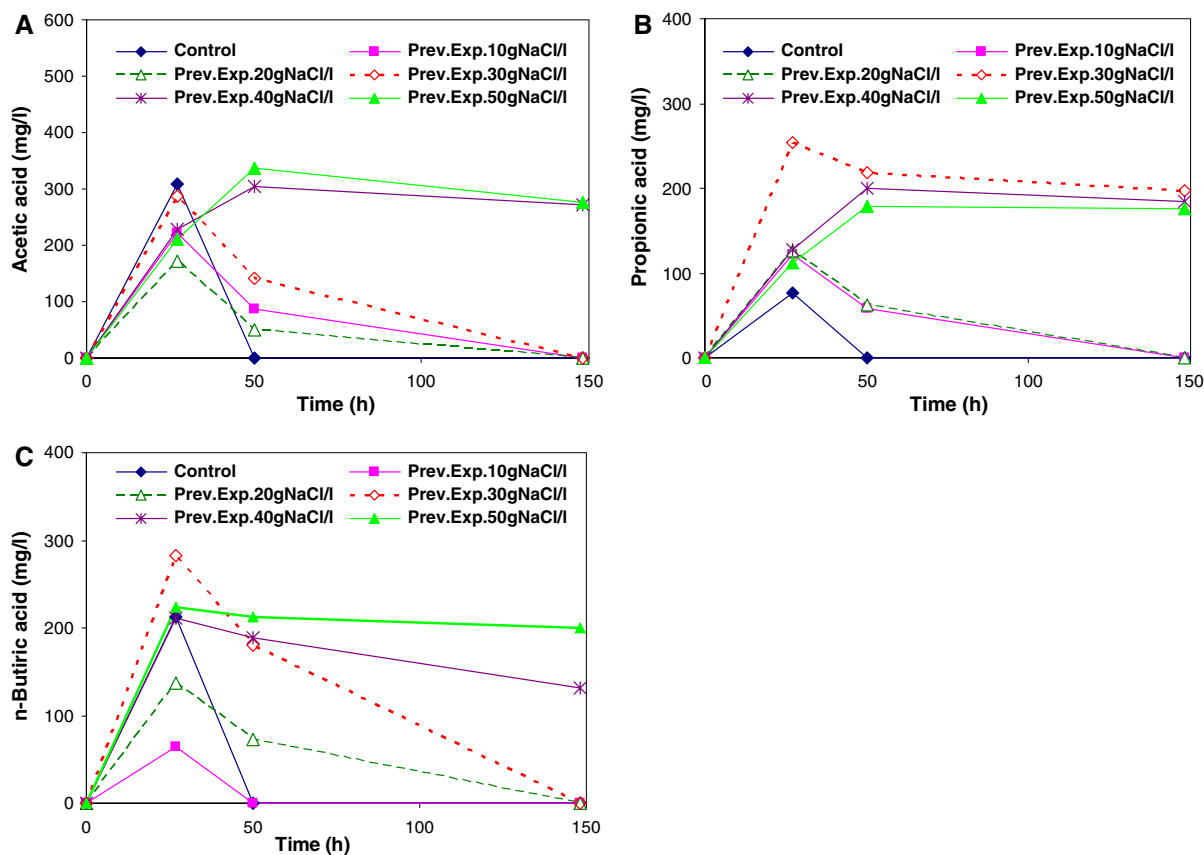 A
Acetic acid (mg/l)
600
500
400
300
200
100
0
Control
Prev.Exp.10gNaCl/l
Prev.Exp.20gNaCl/l
Prev.Exp.30gNaCl/l
Prev.Exp.40gNaCl/l
Prev.Exp.50gNaCl/l
0
50
100
150
Time (h)
B
Propionic acid (mg/l)
400
300
200
100
0
Control
Prev.Exp.10gNaCl/l
Prev.Exp.20gNaCl/l
Prev.Exp.30gNaCl/l
Prev.Exp.40gNaCl/l
Prev.Exp.50gNaCl/l
0
50
100
150
Time (h)
C
n-Butiric acid (mg/l)
400
300
200
100
0
Control
Prev.Exp.10gNaCl/l
Prev.Exp.20gNaCl/l
Prev.Exp.30gNaCl/l
Prev.Exp.40gNaCl/l
Prev.Exp.50gNaCl/l
0
50
100
150
Time (h)